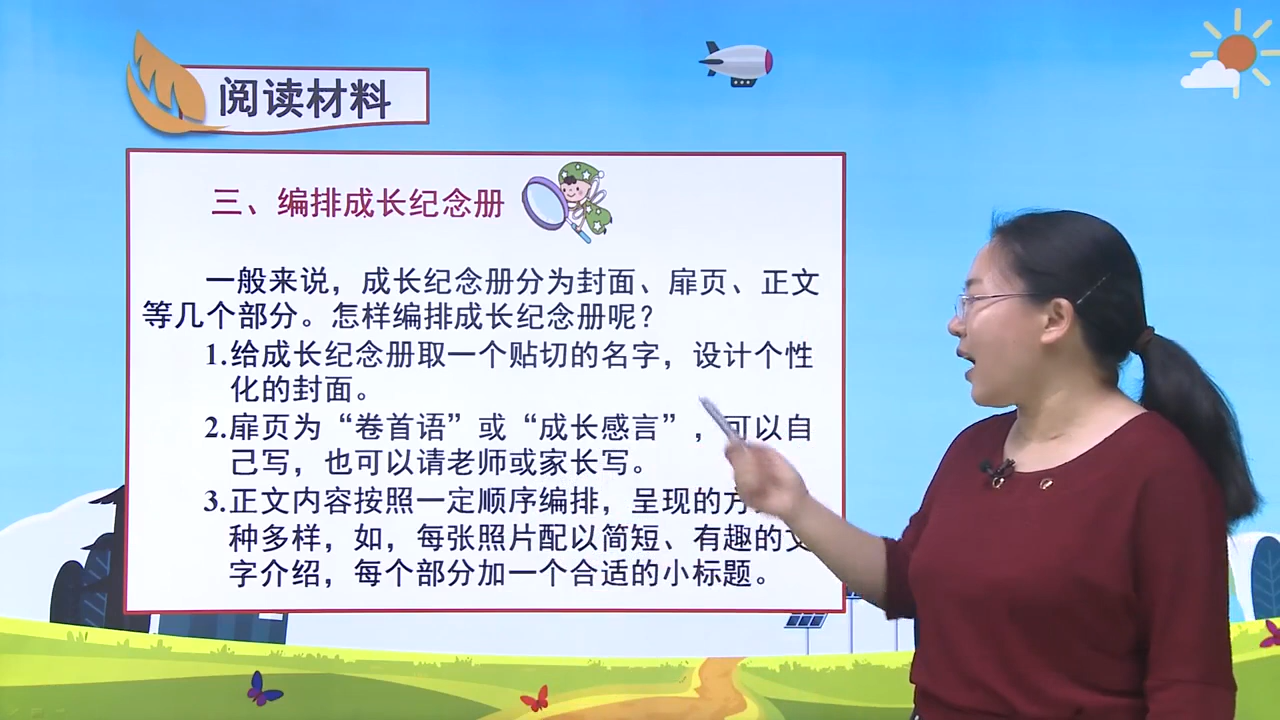 阅读材料
三、编排成长纪念册
一般来说，成长纪念册分为封面、扉页、正文
等几个部分。怎样编排成长纪念册呢？
1.给成长纪念册取一个贴切的名字，设计个性
化的封面。
2.扉页为“卷首语”或“成长感言”，可以自
己写，也可以请老师或家长写。
3.正文内容按照一定顺序编排，呈现的方
种多样，如，每张照片配以简短、有趣的文
字介绍，每个部分加一个合适的小标题。